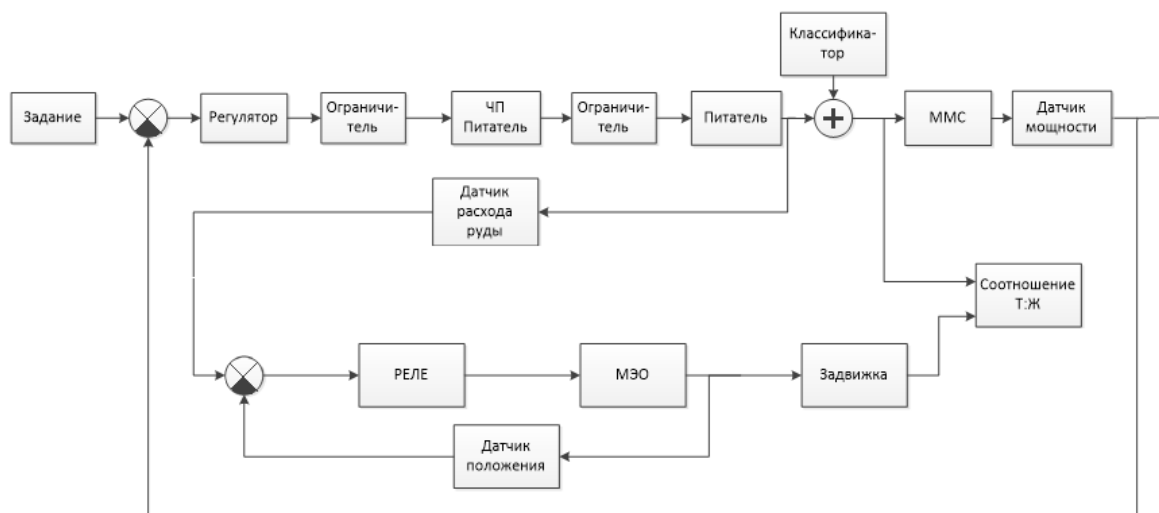 Классифика-
тор
Задание
Регулятор
Ограничи-
тель
ЧП
Питатель
Ограничи-
тель
Питатель
+
ММС
Датчик
мощности
Датчик
расхода
руды
Соотношение
Т:Ж
РЕЛЕ
МЭО
Задвижка
Датчик
положения